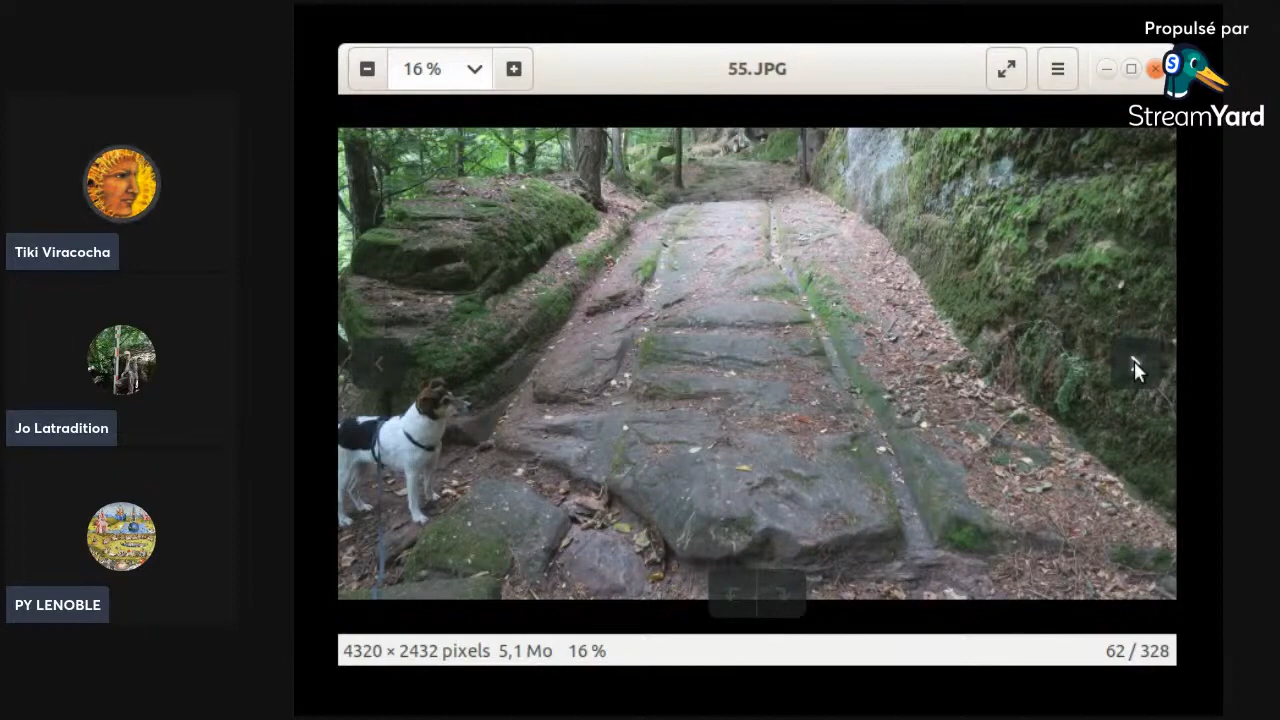 Propulsé par
StreamYard
16 %
55.JPG
Tiki Viracocha
Jo Latradition
PY LENOBLE
4320 × 2432 pixels 5,1 Mo 16 %
62 / 328